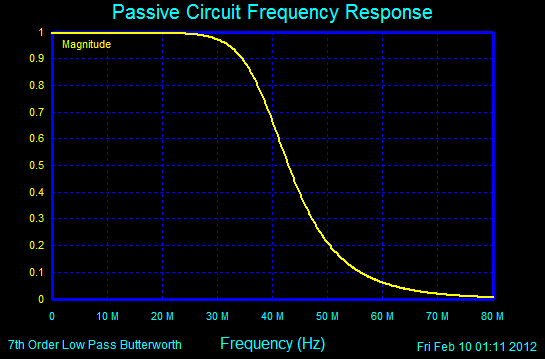 Passive Circuit Frequency Response
Magnitude
1
0.9
0.8
0.7
0.6
0.5
0.4
0.3
0.2
0.1
0
0
10 M
20 M
30 M
40 M
50 M
60 M
70 M
80 M
7th Order Low Pass Butterworth
Frequency (Hz)
Fri Feb 10 01:11 2012